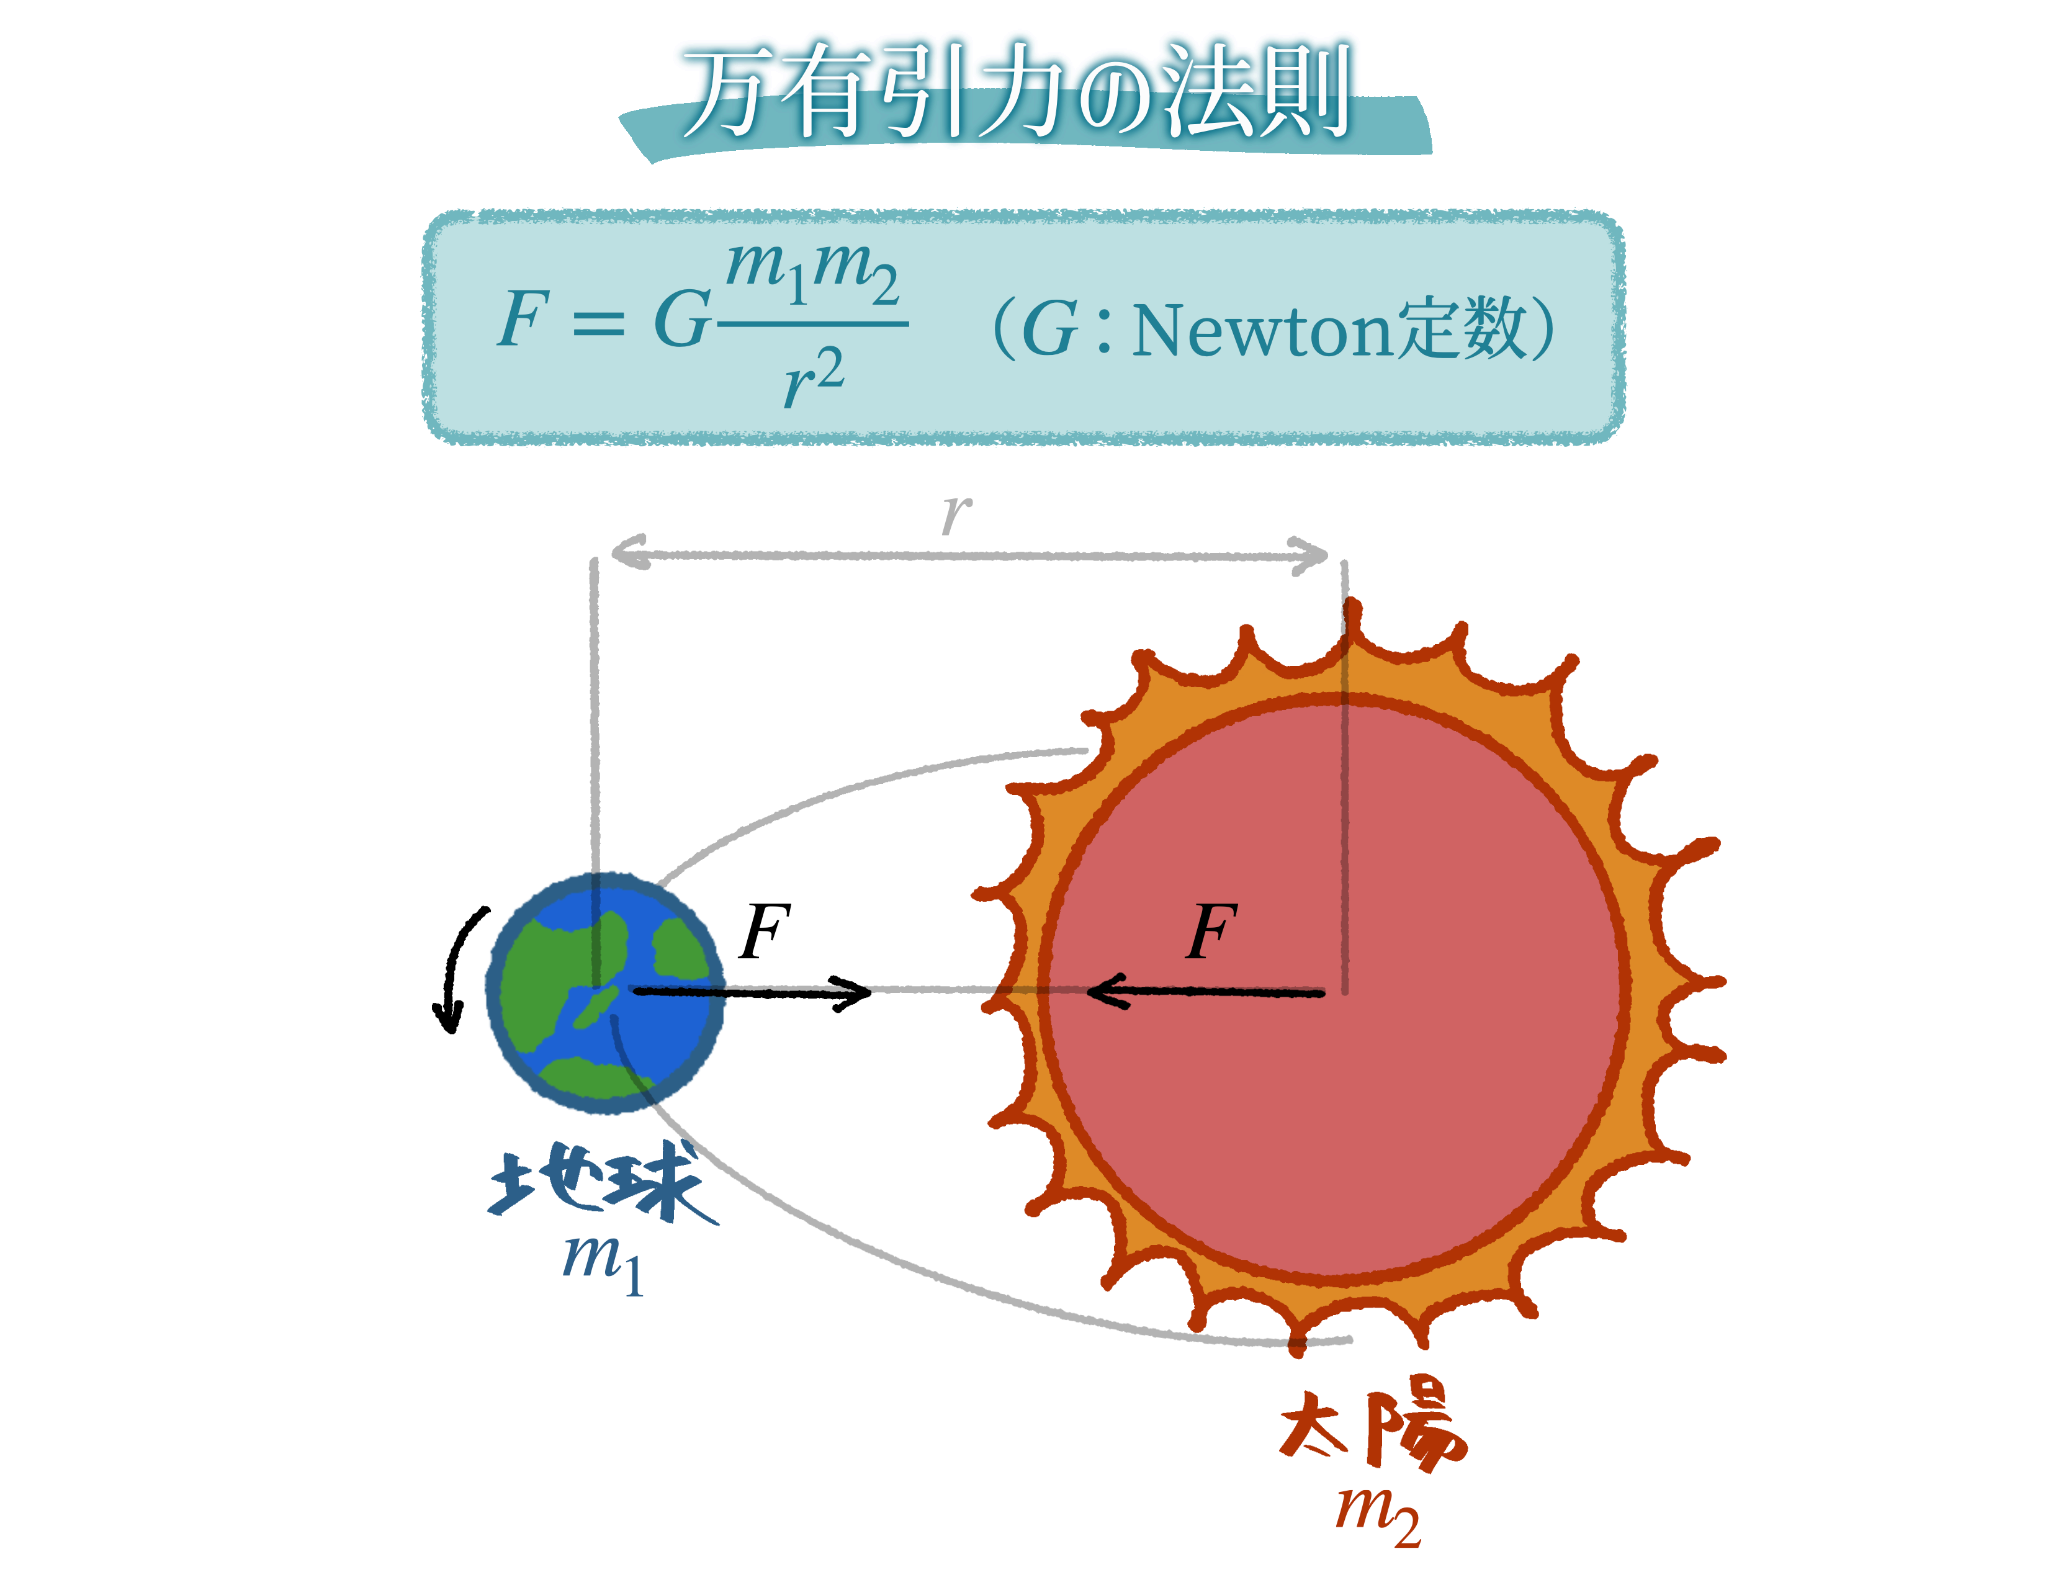 万有引力の法則
F = G m₁m₂ / r² （G：Newton定数）
r
F F
地球
m₁
太陽
m₂